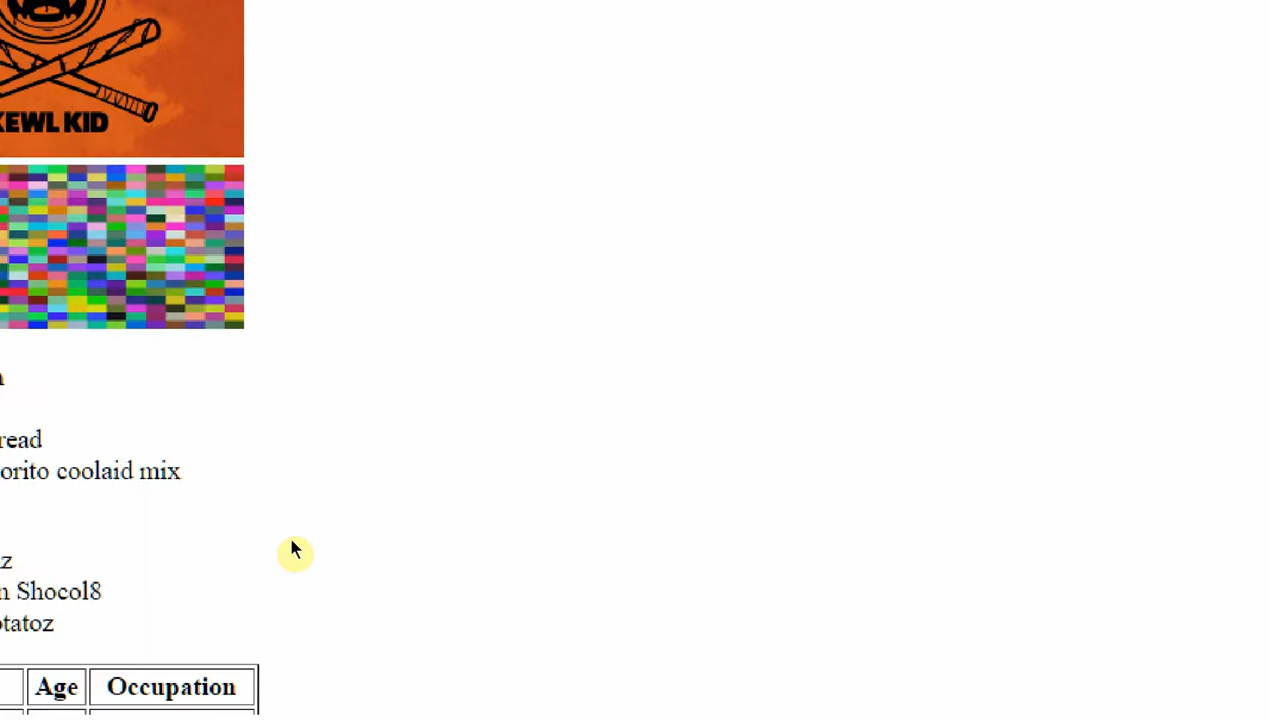 KEWL KID
read
orito coolaid mix
z
n Shocol8
otatoz
Age Occupation